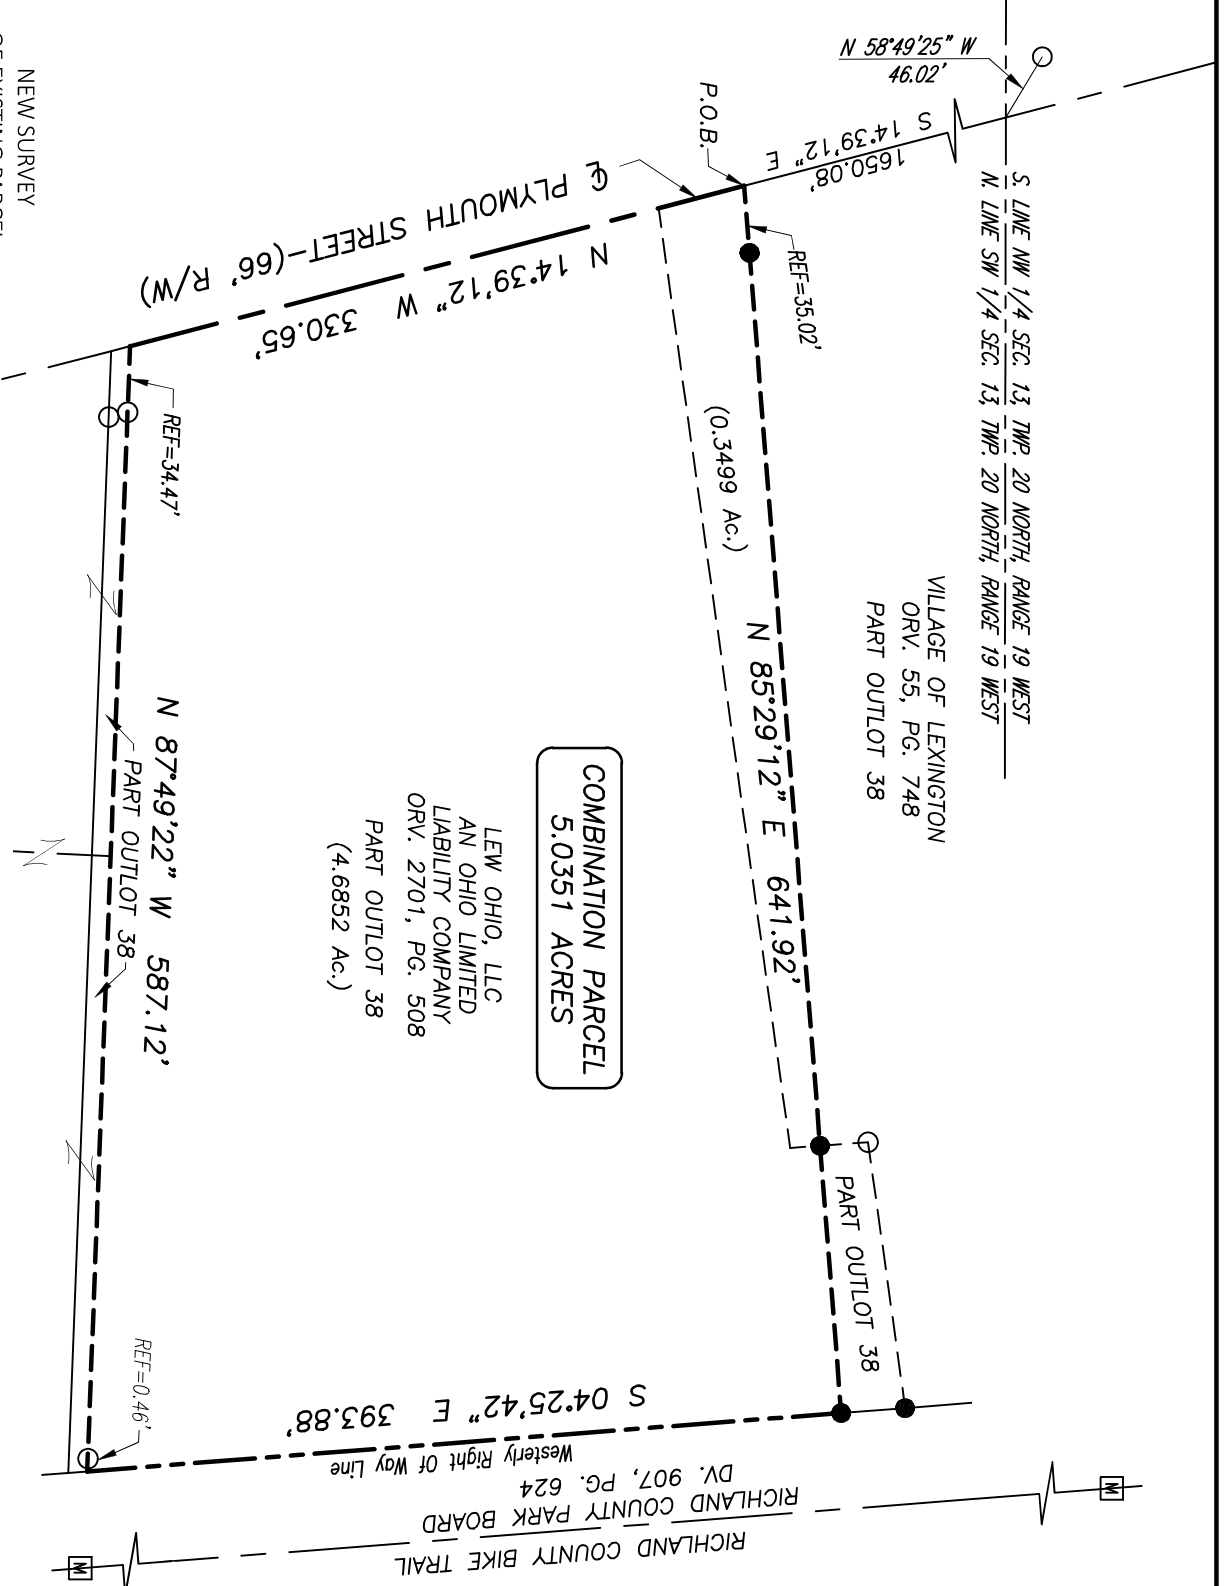 N 58°49'25" W
46.02'
S. LINE NW 1/4 SEC. 13, TWP. 20 NORTH, RANGE 19 WEST
N. LINE SW 1/4 SEC. 13, TWP. 20 NORTH, RANGE 19 WEST
S 14°39'12" E
1650.08'
P.O.B.
REF=35.02'
VILLAGE OF LEXINGTON
ORV. 55, PG. 748
PART OUTLOT 38
℄ PLYMOUTH STREET-(66' R/W)
N 14°39'12" W 330.65'
(0.3499 Ac.)
N 85°29'12" E 641.92'
PART OUTLOT 38
COMBINATION PARCEL
5.0351 ACRES
LEW OHIO, LLC
AN OHIO LIMITED
LIABILITY COMPANY
ORV. 2701, PG. 508
PART OUTLOT 38
(4.6852 Ac.)
REF=34.47'
N 87°49'22" W 587.12'
PART OUTLOT 38
REF=0.46'
S 04°25'42" E 393.88'
Westerly Right Of Way Line
DV. 907, PG. 624
RICHLAND COUNTY PARK BOARD
RICHLAND COUNTY BIKE TRAIL
M
M
NEW SURVEY
OF EXISTING PARCEL